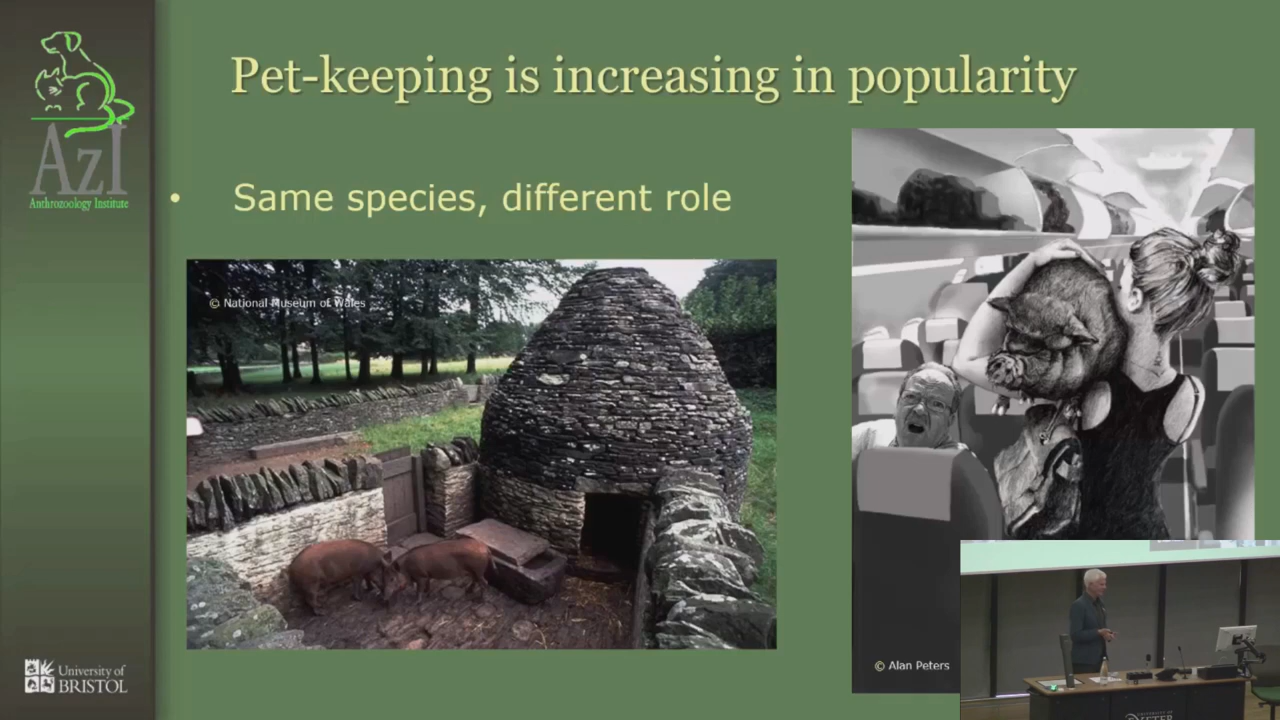 Pet-keeping is increasing in popularity
AzI
Anthrozoology Institute
• Same species, different role
© National Museum of Wales
© Alan Peters
University of
BRISTOL